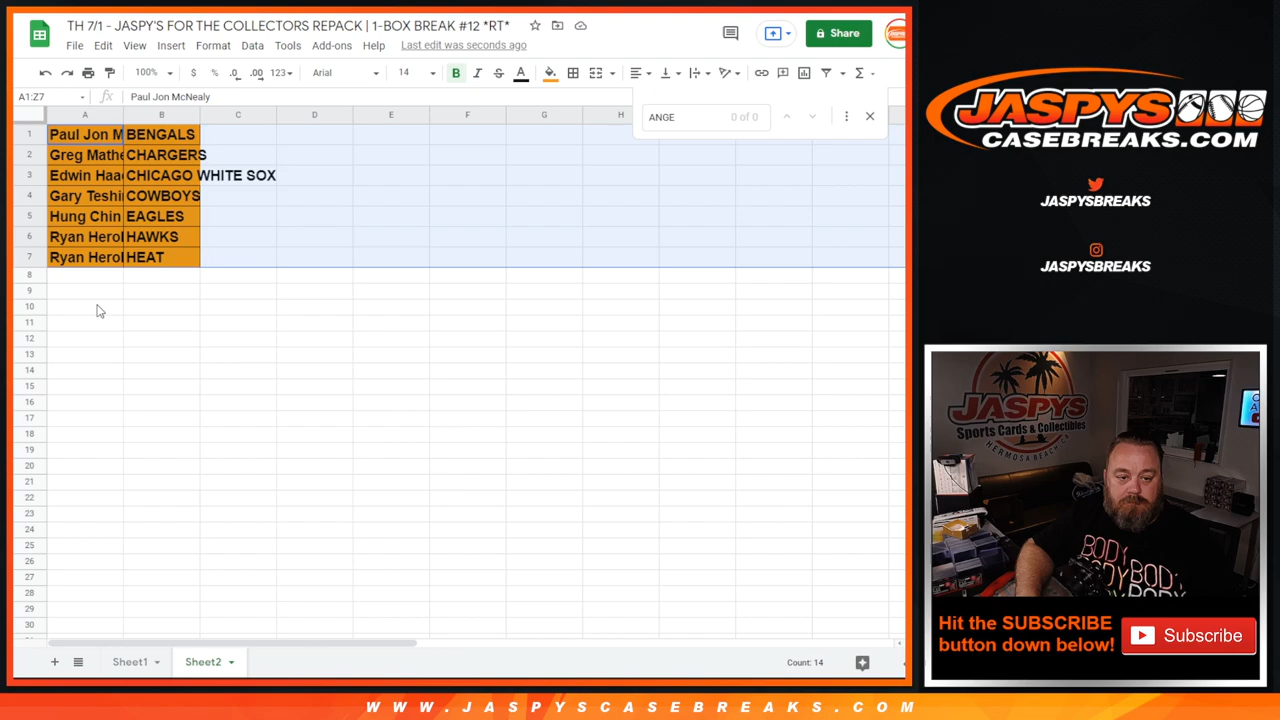 TH 7/1 - JASPY'S FOR THE COLLECTORS REPACK | 1-BOX BREAK #12 *RT*
File Edit View Insert Format Data Tools Add-ons Help Last edit was seconds ago
Share
100% $ % .0 .00 123 Arial 14 B I S A
A1:Z7 fx Paul Jon McNealy
ANGE 0 of 0
A B C D E F G H
1 Paul Jon M BENGALS
2 Greg Mathe CHARGERS
3 Edwin Haa CHICAGO WHITE SOX
4 Gary Teshi COWBOYS
5 Hung Chin EAGLES
6 Ryan Herol HAWKS
7 Ryan Herol HEAT
8
9
10
11
12
13
14
15
16
17
18
19
20
21
22
23
24
25
26
27
28
29
30
Sheet1 Sheet2 Count: 14
JASPYS
CASEBREAKS.COM
JASPYSBREAKS
JASPYSBREAKS
JASPYS
Sports Cards & Collectibles
HERMOSA BEACH, CA
BODY
BODY
Hit the SUBSCRIBE
button down below!
Subscribe
WWW.JASPYSCASEBREAKS.COM